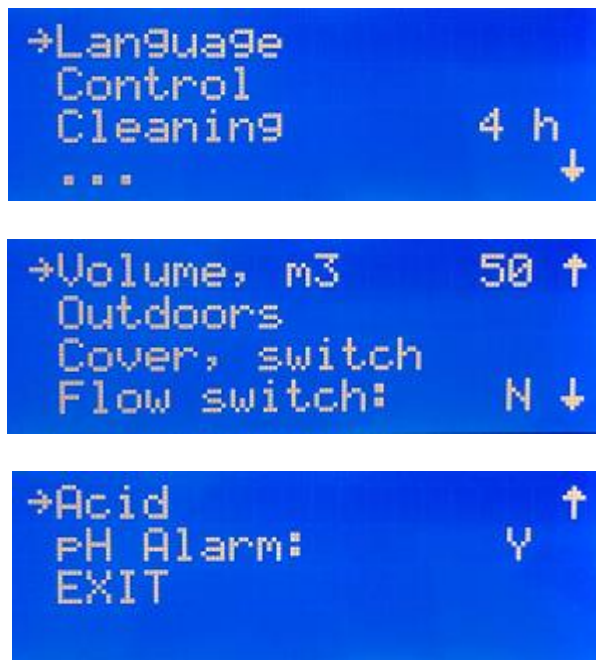 →Language
Control
Cleaning 4 h
... ↓
→Volume, m3 50 ↑
Outdoors
Cover, switch
Flow switch: N ↓
→Acid ↑
pH Alarm: Y
EXIT